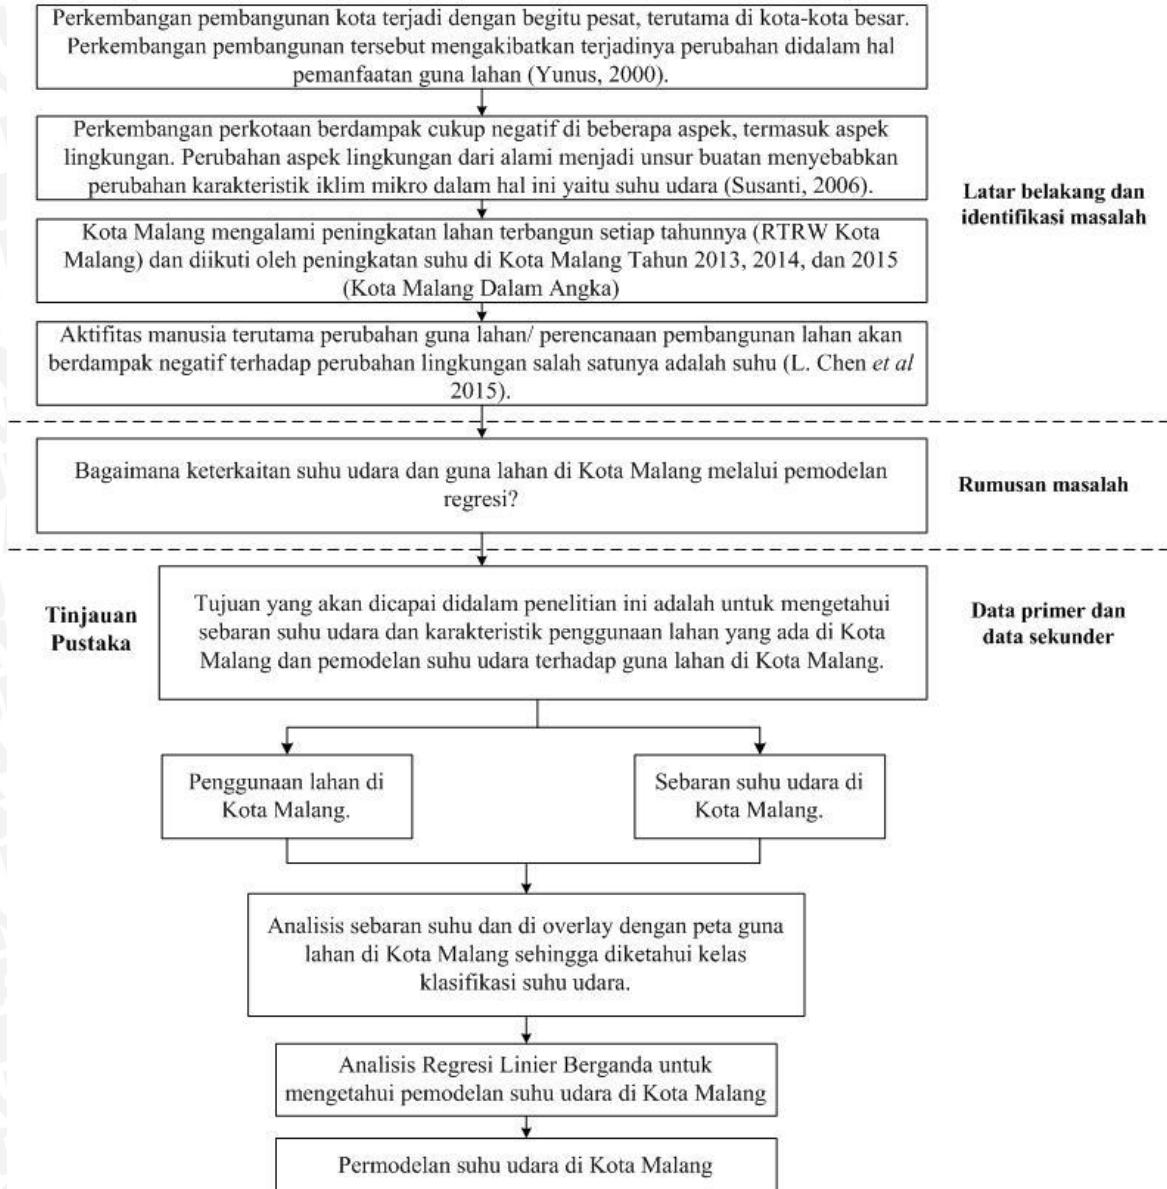 Perkembangan pembangunan kota terjadi dengan begitu pesat, terutama di kota-kota besar.
Perkembangan pembangunan tersebut mengakibatkan terjadinya perubahan didalam hal
pemanfaatan guna lahan (Yunus, 2000).
Perkembangan perkotaan berdampak cukup negatif di beberapa aspek, termasuk aspek
lingkungan. Perubahan aspek lingkungan dari alami menjadi unsur buatan menyebabkan
perubahan karakteristik iklim mikro dalam hal ini yaitu suhu udara (Susanti, 2006).
Latar belakang dan
identifikasi masalah
Kota Malang mengalami peningkatan lahan terbangun setiap tahunnya (RTRW Kota
Malang) dan diikuti oleh peningkatan suhu di Kota Malang Tahun 2013, 2014, dan 2015
(Kota Malang Dalam Angka)
Aktifitas manusia terutama perubahan guna lahan/ perencanaan pembangunan lahan akan
berdampak negatif terhadap perubahan lingkungan salah satunya adalah suhu (L. Chen et al
2015).
Bagaimana keterkaitan suhu udara dan guna lahan di Kota Malang melalui pemodelan
regresi?
Rumusan masalah
Tinjauan
Pustaka
Tujuan yang akan dicapai didalam penelitian ini adalah untuk mengetahui
sebaran suhu udara dan karakteristik penggunaan lahan yang ada di Kota
Malang dan pemodelan suhu udara terhadap guna lahan di Kota Malang.
Data primer dan
data sekunder
Penggunaan lahan di
Kota Malang.
Sebaran suhu udara di
Kota Malang.
Analisis sebaran suhu dan di overlay dengan peta guna
lahan di Kota Malang sehingga diketahui kelas
klasifikasi suhu udara.
Analisis Regresi Linier Berganda untuk
mengetahui pemodelan suhu udara di Kota Malang
Permodelan suhu udara di Kota Malang